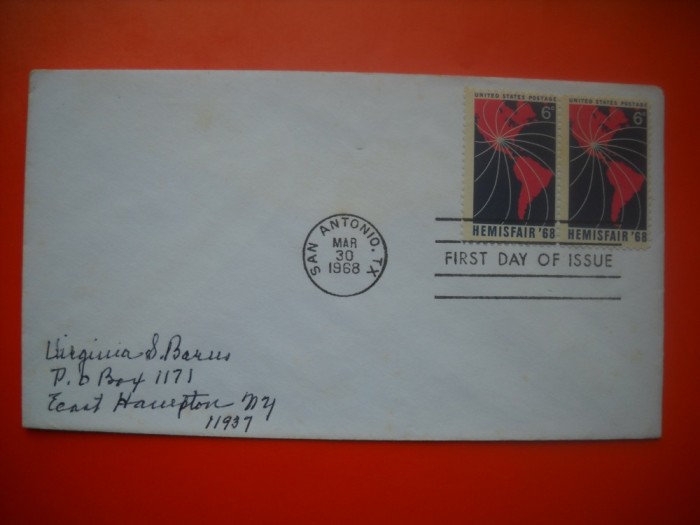 UNITED STATES POSTAGE UNITED STATES POSTAGE
6c 6c
HEMISFAIR '68 HEMISFAIR '68
SAN ANTONIO, TX
MAR
30
1968
FIRST DAY OF ISSUE
Virginia S. Barus
P. O Box 1171
East Hampton NY
11937